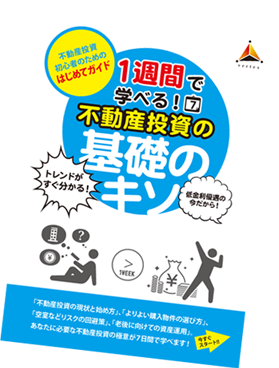 不動産投資
初心者のための
はじめてガイド
vortex
1週間で
学べる! 7
不動産投資の
基礎の
キソ
トレンドが
すぐ分かる!
低金利優遇の
今だから!
?
¥
>
1WEEK
¥
「不動産投資の現状と始め方」、「よりよい購入物件の選び方」、
「空室などリスクの回避策」、「老後に向けての資産運用」、
あなたに必要な不動産投資の極意が7日間で学べます!
今すぐ
スタート!!